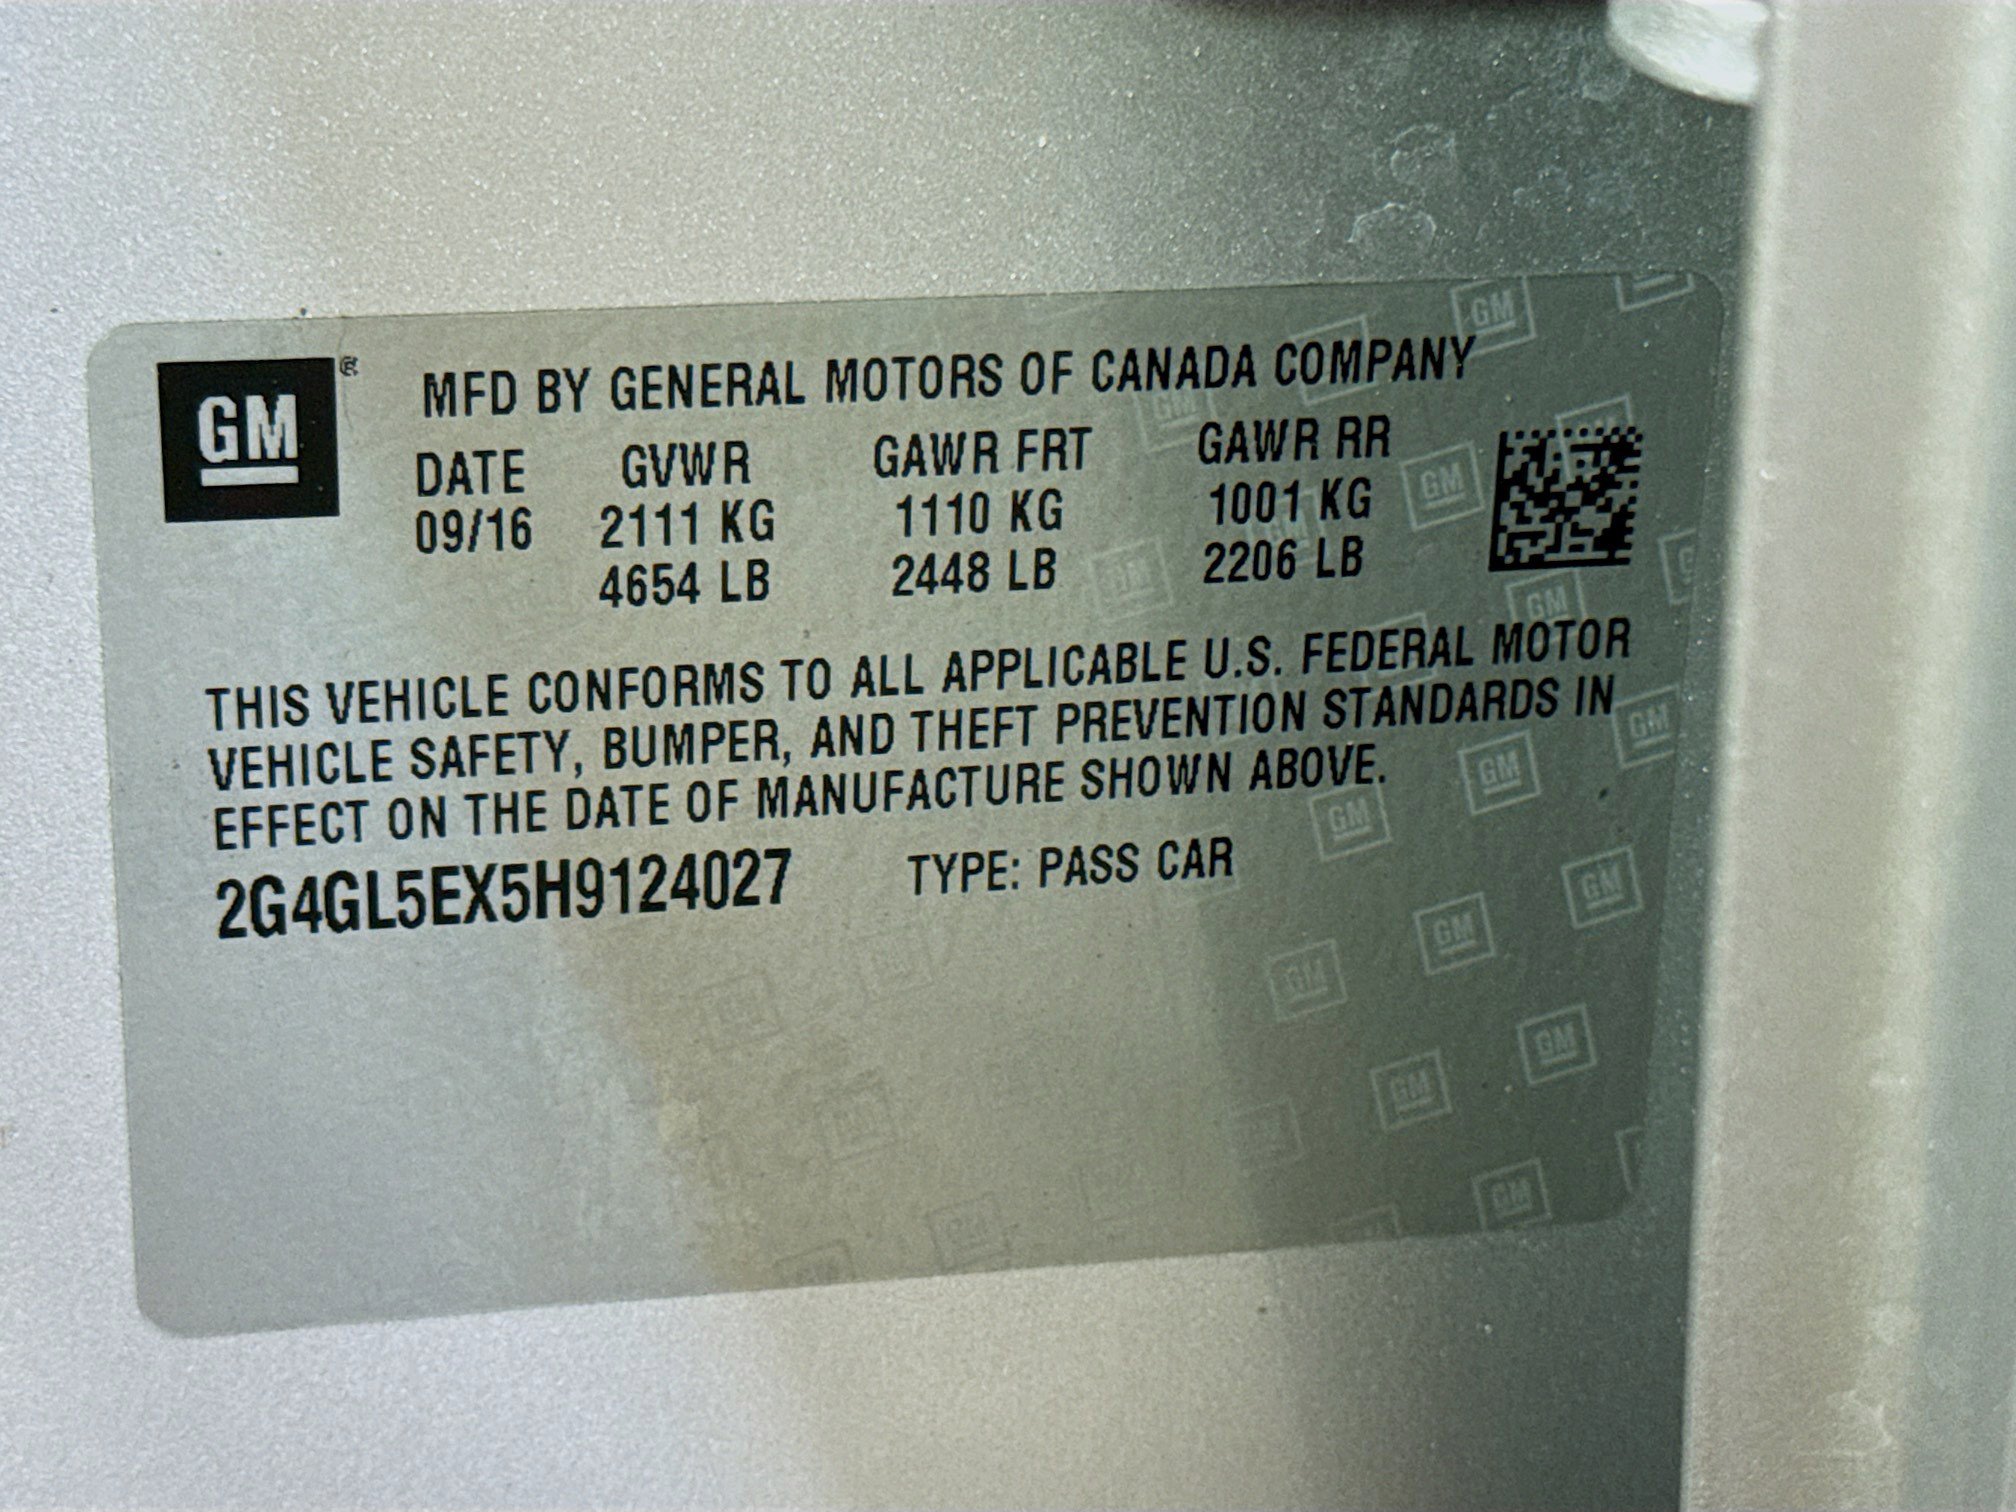 GM ®
MFD BY GENERAL MOTORS OF CANADA COMPANY
DATE GVWR GAWR FRT GAWR RR
09/16 2111 KG 1110 KG 1001 KG
4654 LB 2448 LB 2206 LB
THIS VEHICLE CONFORMS TO ALL APPLICABLE U.S. FEDERAL MOTOR
VEHICLE SAFETY, BUMPER, AND THEFT PREVENTION STANDARDS IN
EFFECT ON THE DATE OF MANUFACTURE SHOWN ABOVE.
2G4GL5EX5H9124027 TYPE: PASS CAR